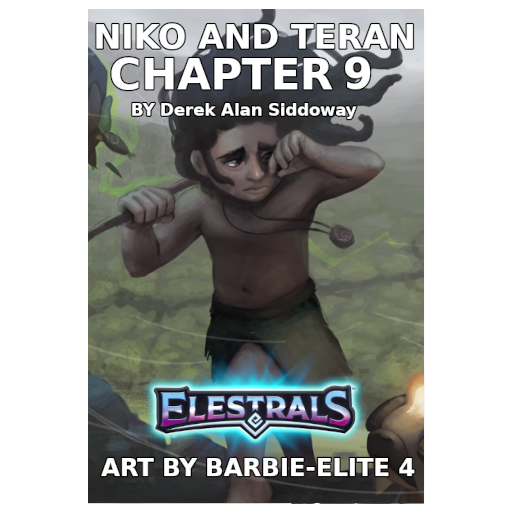 NIKO AND TERAN
CHAPTER 9
BY Derek Alan Siddoway
ELESTRALS
ART BY BARBIE-ELITE 4